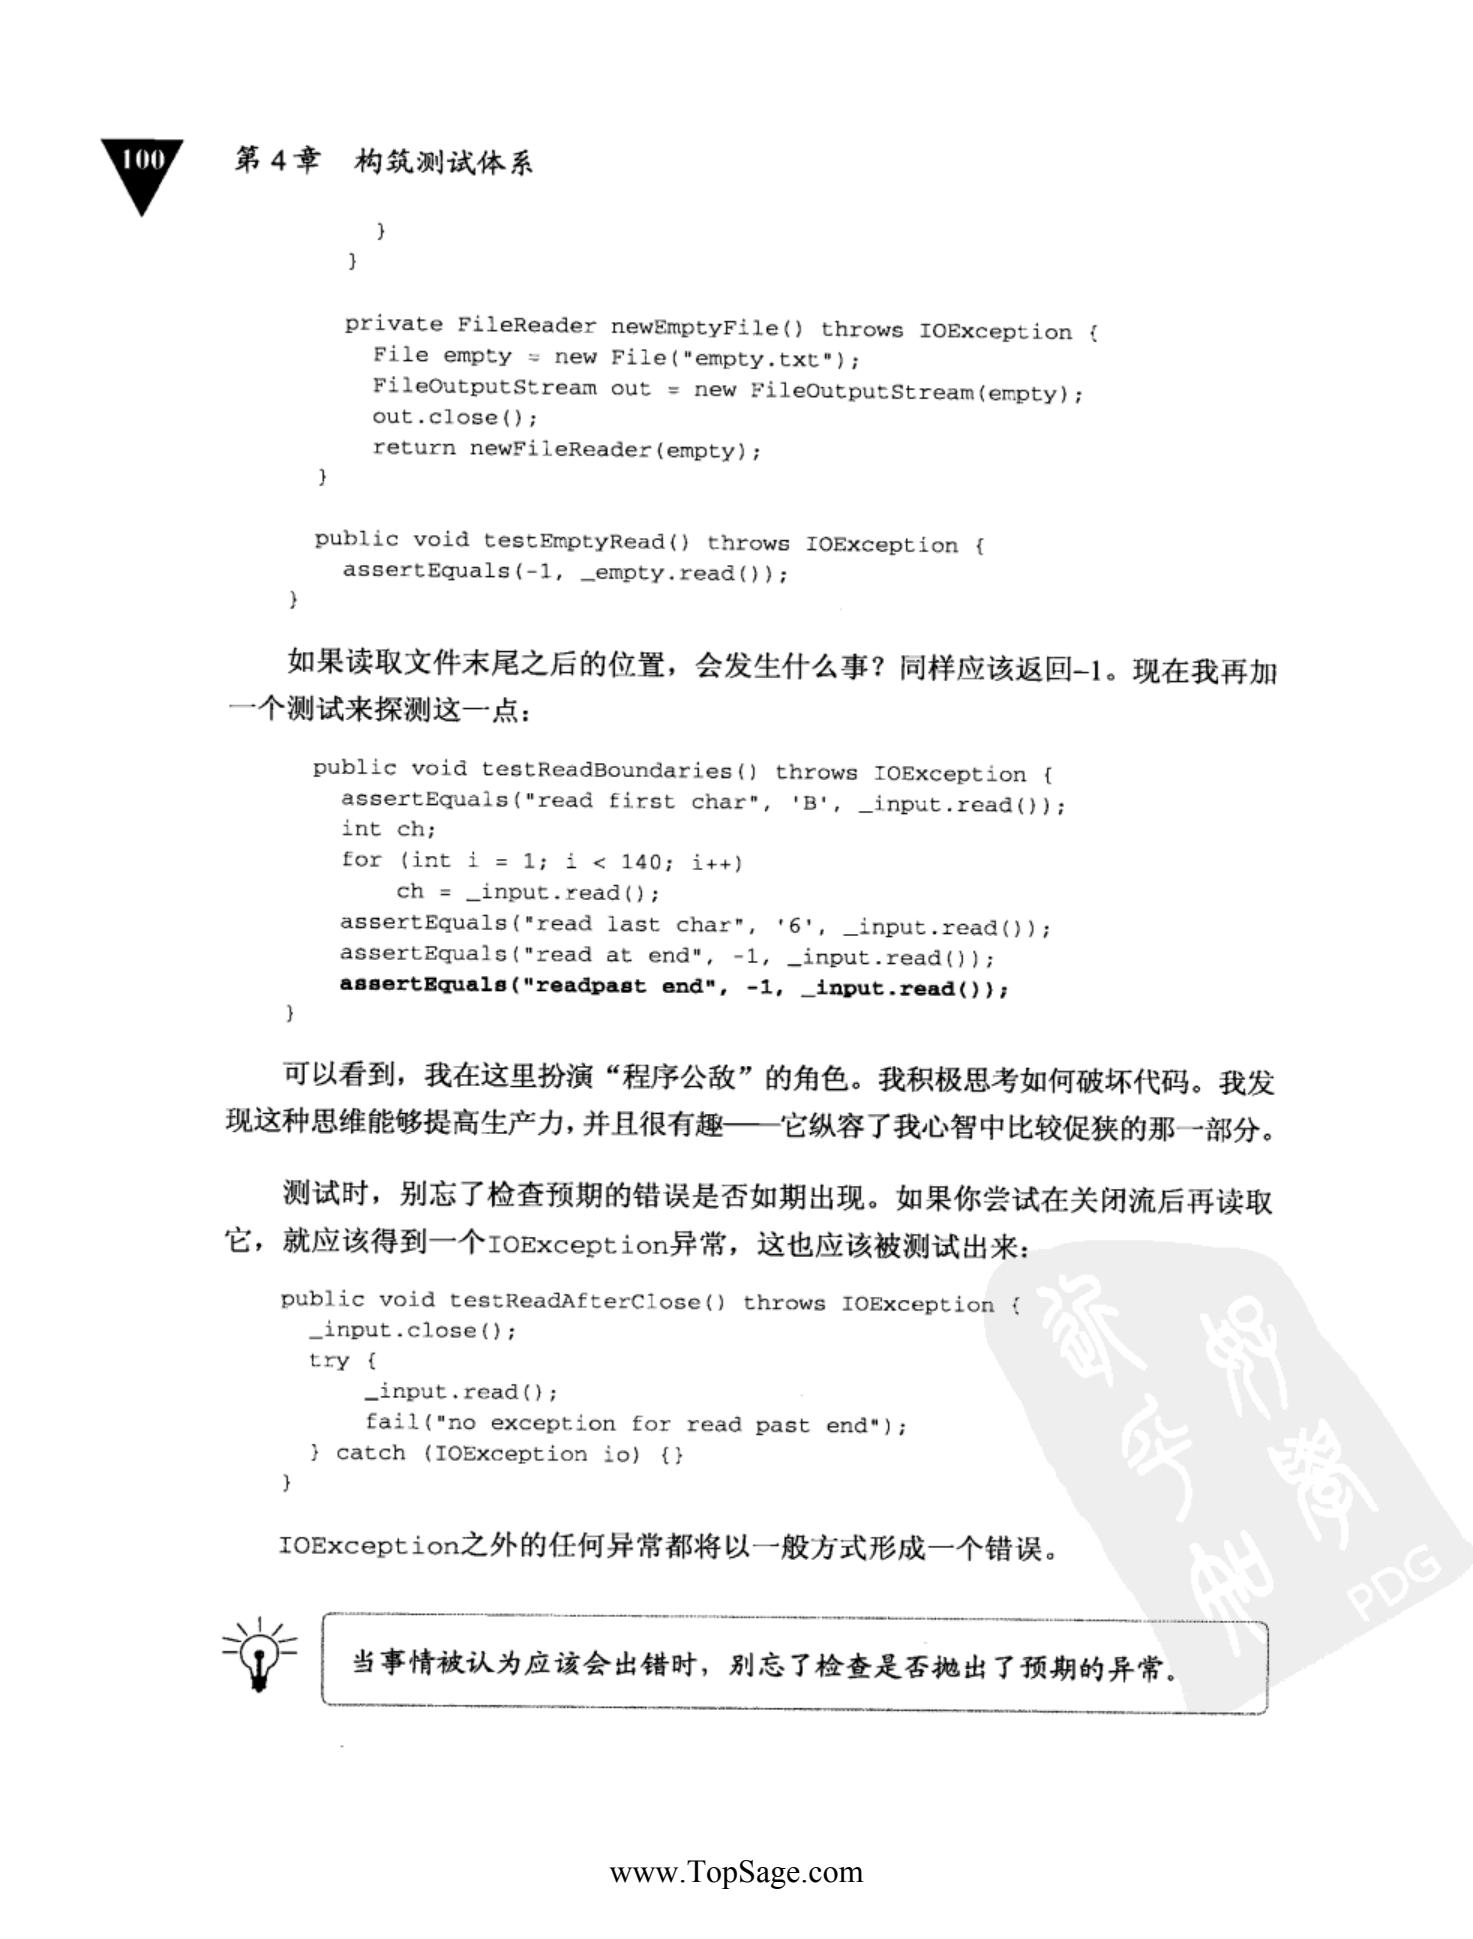 100
第 4 章 构筑测试体系
}
}
private FileReader newEmptyFile() throws IOException {
File empty = new File("empty.txt");
FileOutputStream out = new FileOutputStream(empty);
out.close();
return newFileReader(empty);
}
public void testEmptyRead() throws IOException {
assertEquals(-1, _empty.read());
}
如果读取文件末尾之后的位置，会发生什么事？同样应该返回–1。现在我再加
一个测试来探测这一点：
public void testReadBoundaries() throws IOException {
assertEquals("read first char", 'B', _input.read());
int ch;
for (int i = 1; i < 140; i++)
ch = _input.read();
assertEquals("read last char", '6', _input.read());
assertEquals("read at end", -1, _input.read());
assertEquals("readpast end", -1, _input.read());
}
可以看到，我在这里扮演“程序公敌”的角色。我积极思考如何破坏代码。我发
现这种思维能够提高生产力，并且很有趣——它纵容了我心智中比较促狭的那一部分。
测试时，别忘了检查预期的错误是否如期出现。如果你尝试在关闭流后再读取
它，就应该得到一个IOException异常，这也应该被测试出来：
public void testReadAfterClose() throws IOException {
_input.close();
try {
_input.read();
fail("no exception for read past end");
} catch (IOException io) {}
}
IOException之外的任何异常都将以一般方式形成一个错误。
当事情被认为应该会出错时，别忘了检查是否抛出了预期的异常。
PDG
www.TopSage.com